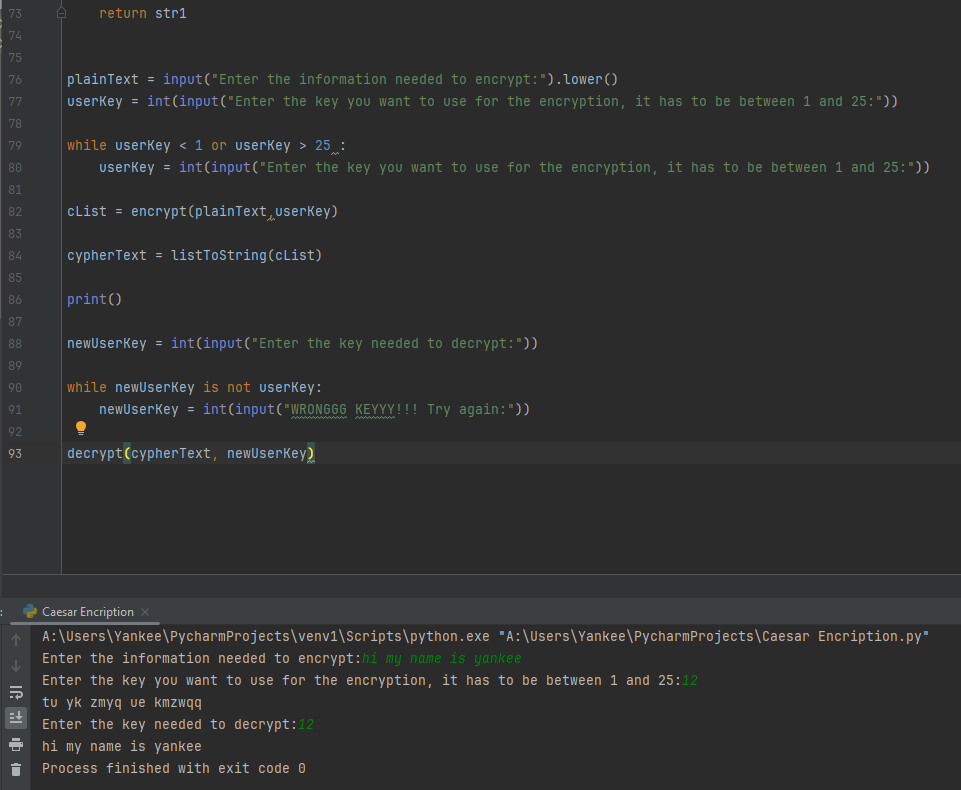 73 return str1
74
75
76 plainText = input("Enter the information needed to encrypt:").lower()
77 userKey = int(input("Enter the key you want to use for the encryption, it has to be between 1 and 25:"))
78
79 while userKey < 1 or userKey > 25 :
80 userKey = int(input("Enter the key you want to use for the encryption, it has to be between 1 and 25:"))
81
82 cList = encrypt(plainText,userKey)
83
84 cypherText = listToString(cList)
85
86 print()
87
88 newUserKey = int(input("Enter the key needed to decrypt:"))
89
90 while newUserKey is not userKey:
91 newUserKey = int(input("WRONGGG KEYYY!!! Try again:"))
92
93 decrypt(cypherText, newUserKey)
: Caesar Encription ×
A:\Users\Yankee\PycharmProjects\venv1\Scripts\python.exe "A:\Users\Yankee\PycharmProjects\Caesar Encription.py"
Enter the information needed to encrypt:hi my name is yankee
Enter the key you want to use for the encryption, it has to be between 1 and 25:12
tu yk zmyq ue kmzwqq
Enter the key needed to decrypt:12
hi my name is yankee
Process finished with exit code 0